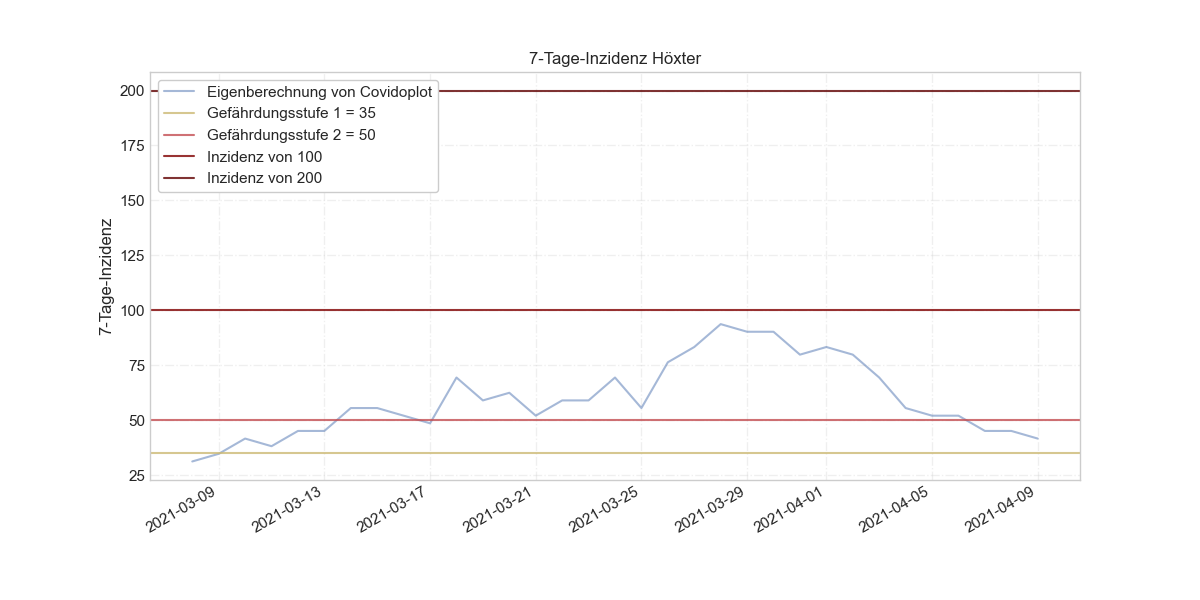 7-Tage-Inzidenz Höxter
Eigenberechnung von Covidoplot
Gefährdungsstufe 1 = 35
Gefährdungsstufe 2 = 50
Inzidenz von 100
Inzidenz von 200
7-Tage-Inzidenz
200
175
150
125
100
75
50
25
2021-03-09
2021-03-13
2021-03-17
2021-03-21
2021-03-25
2021-03-29
2021-04-01
2021-04-05
2021-04-09